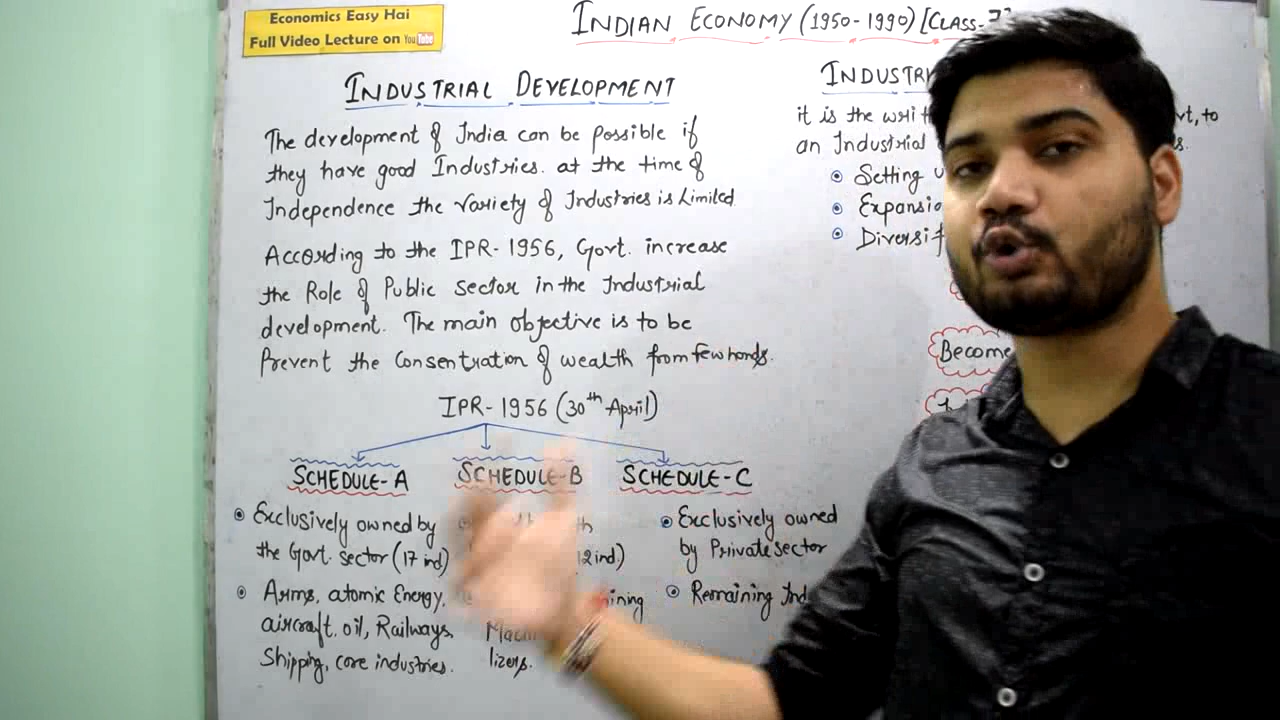 Economics Easy Hai
Full Video Lecture on YouTube
INDIAN ECONOMY (1950-1990) [CLASS-
INDUSTRIAL DEVELOPMENT
The development of India can be possible if
they have good Industries. at the time of
Independence the variety of Industries is Limited
According to the IPR-1956, Govt. increase
the Role of Public sector in the Industrial
development. The main objective is to be
Prevent the Consentration of wealth from few hands.
IPR-1956 (30th April)
SCHEDULE-A SCHEDULE-B SCHEDULE-C
Exclusively owned by
the Govt. sector (17 ind)
Arms, atomic Energy,
aircraft. oil, Railways,
Shipping, core industries.
12 ind)
lizers.
Exclusively owned
by Private sector
Remaining Ind
it is the
to
an Industrial
Setting
Become